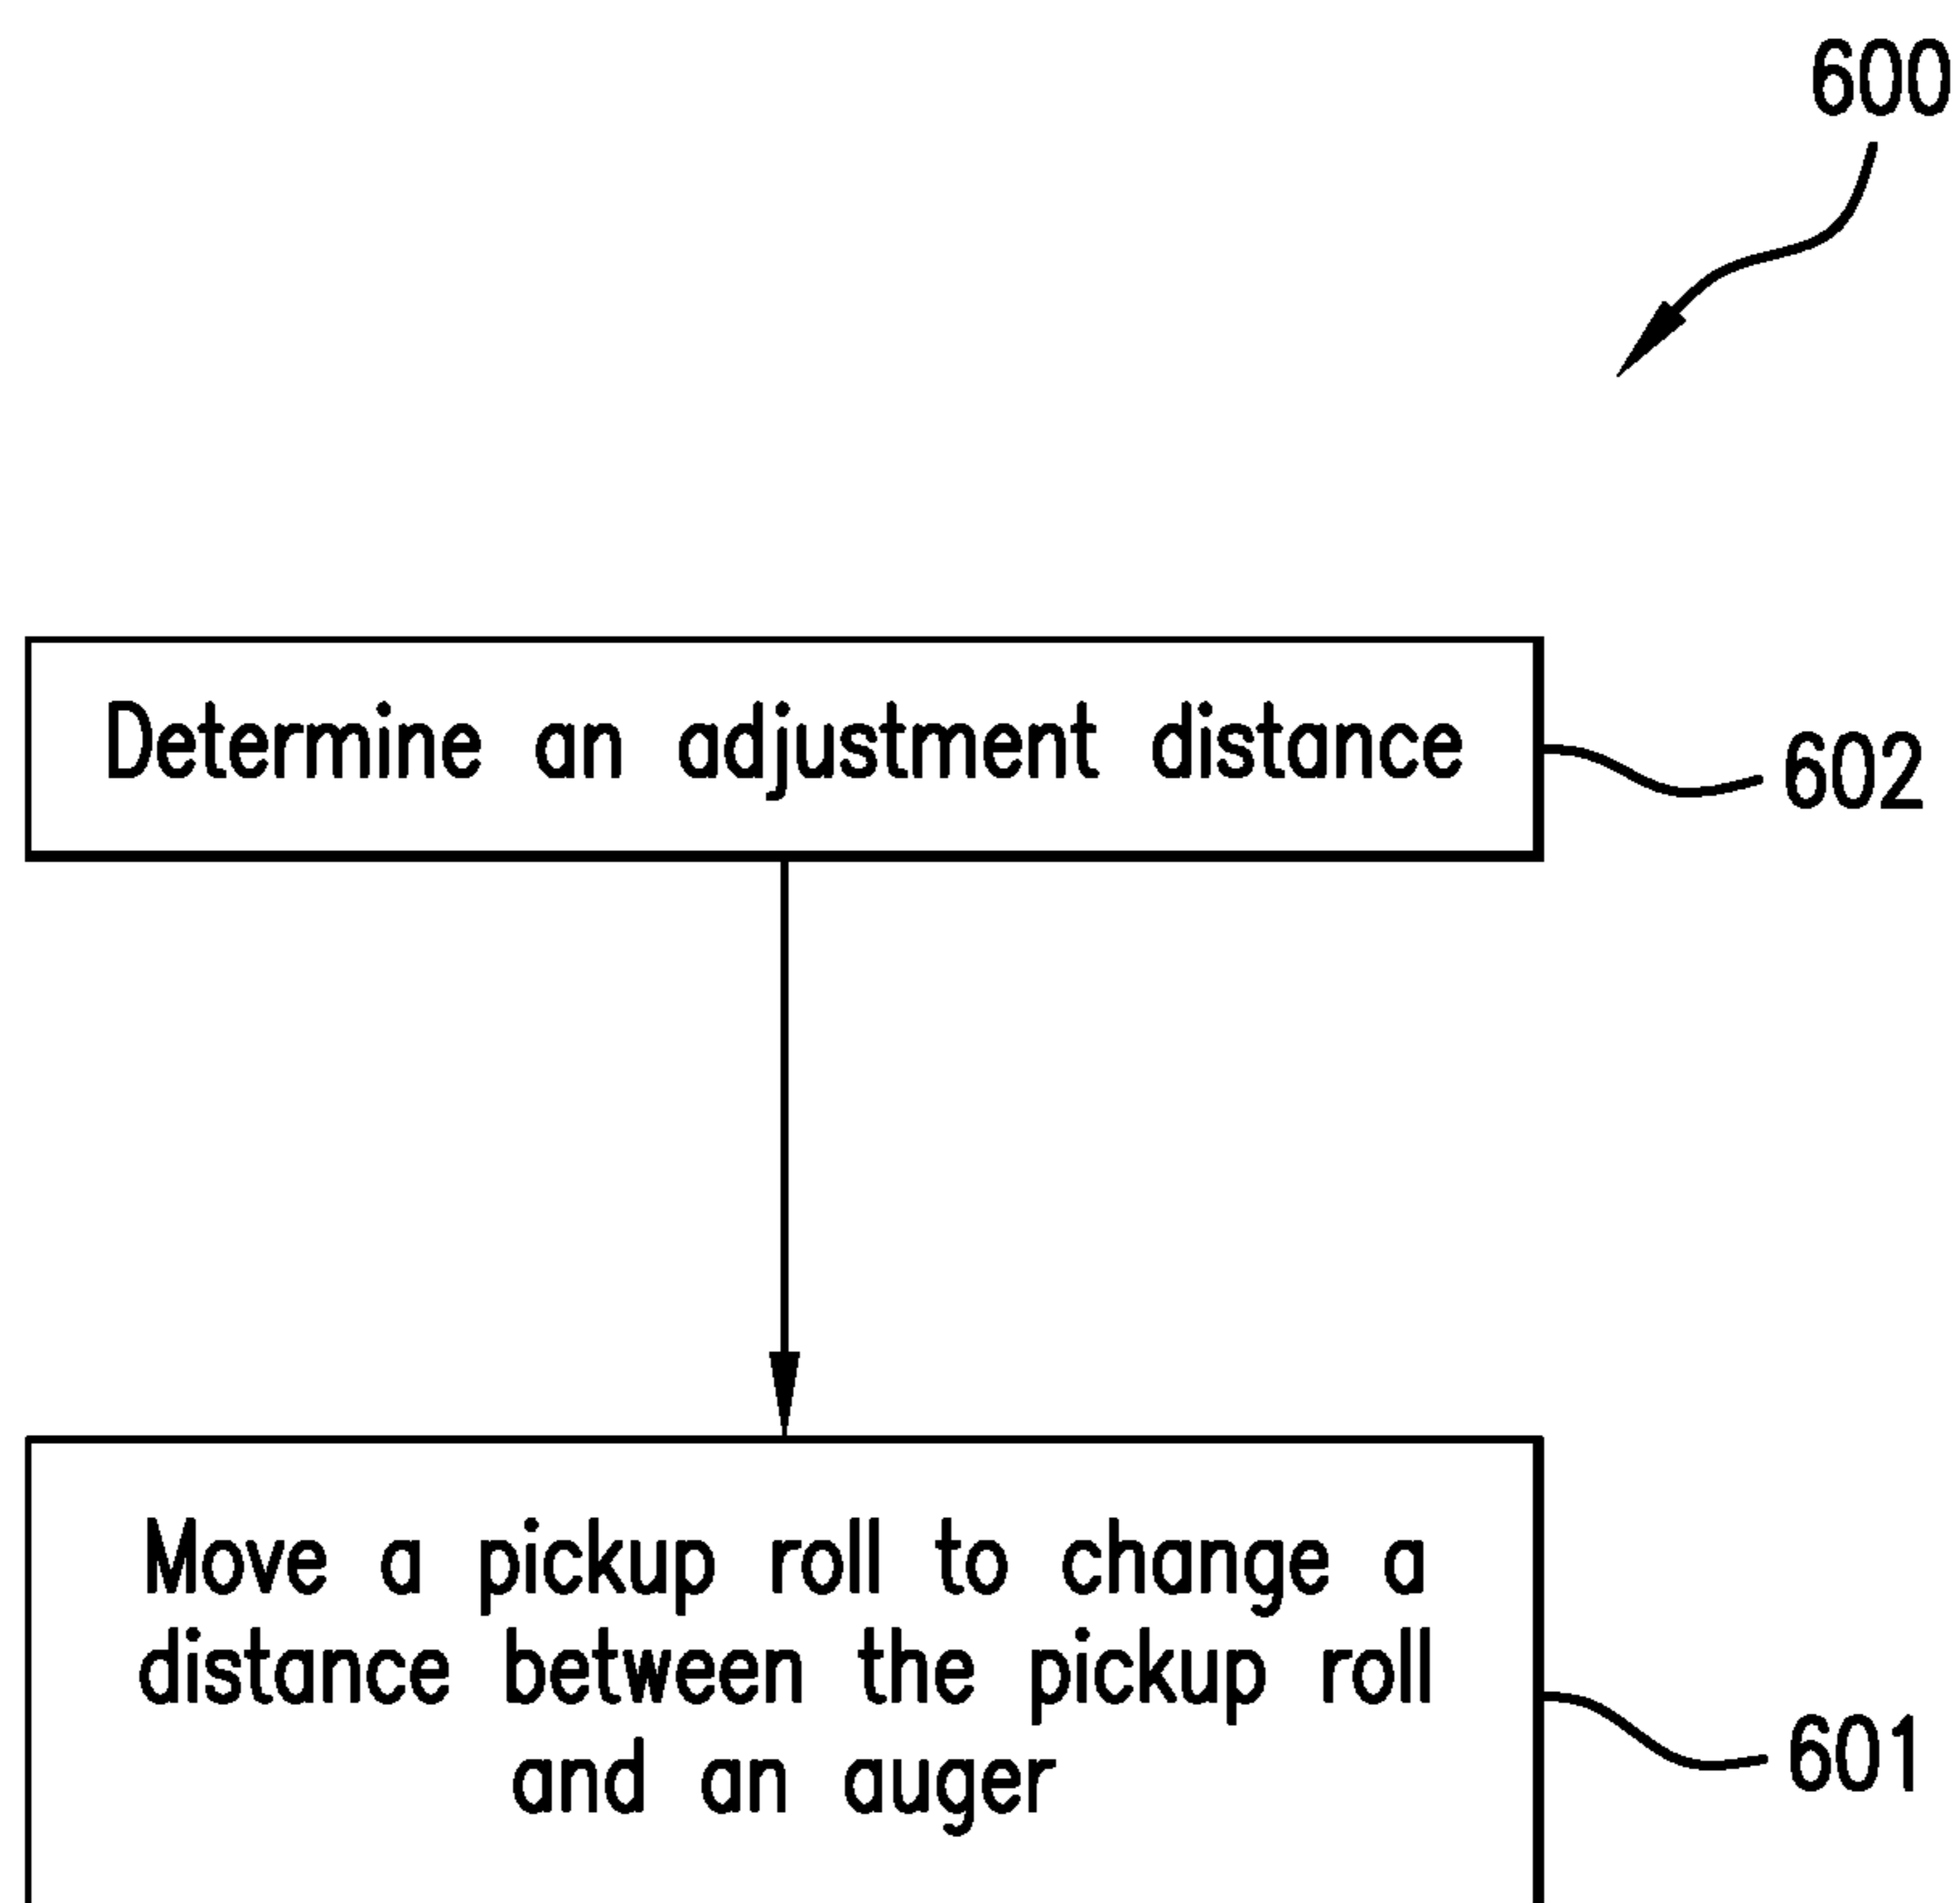 600
Determine an adjustment distance
602
Move a pickup roll to change a
distance between the pickup roll
and an auger
601